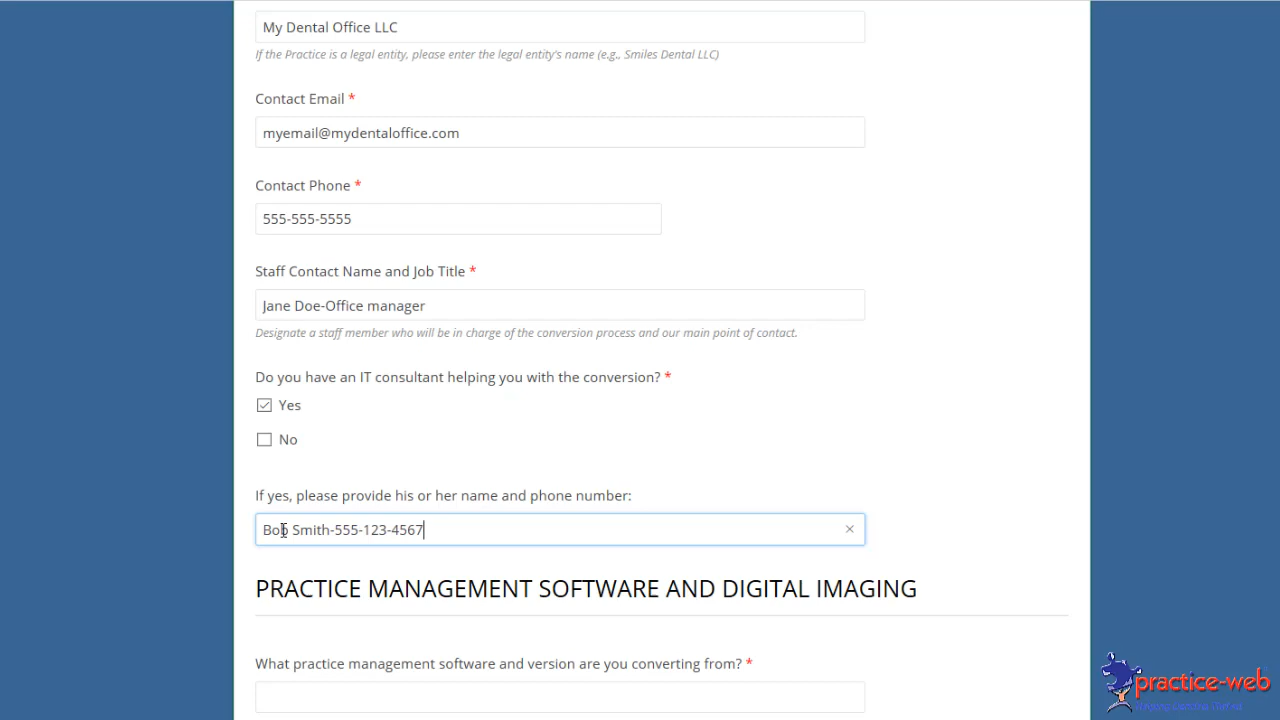 My Dental Office LLC
If the Practice is a legal entity, please enter the legal entity's name (e.g., Smiles Dental LLC)
Contact Email *
myemail@mydentaloffice.com
Contact Phone *
555-555-5555
Staff Contact Name and Job Title *
Jane Doe-Office manager
Designate a staff member who will be in charge of the conversion process and our main point of contact.
Do you have an IT consultant helping you with the conversion? *
Yes
No
If yes, please provide his or her name and phone number:
Bob Smith-555-123-4567
PRACTICE MANAGEMENT SOFTWARE AND DIGITAL IMAGING
What practice management software and version are you converting from? *
practice-web